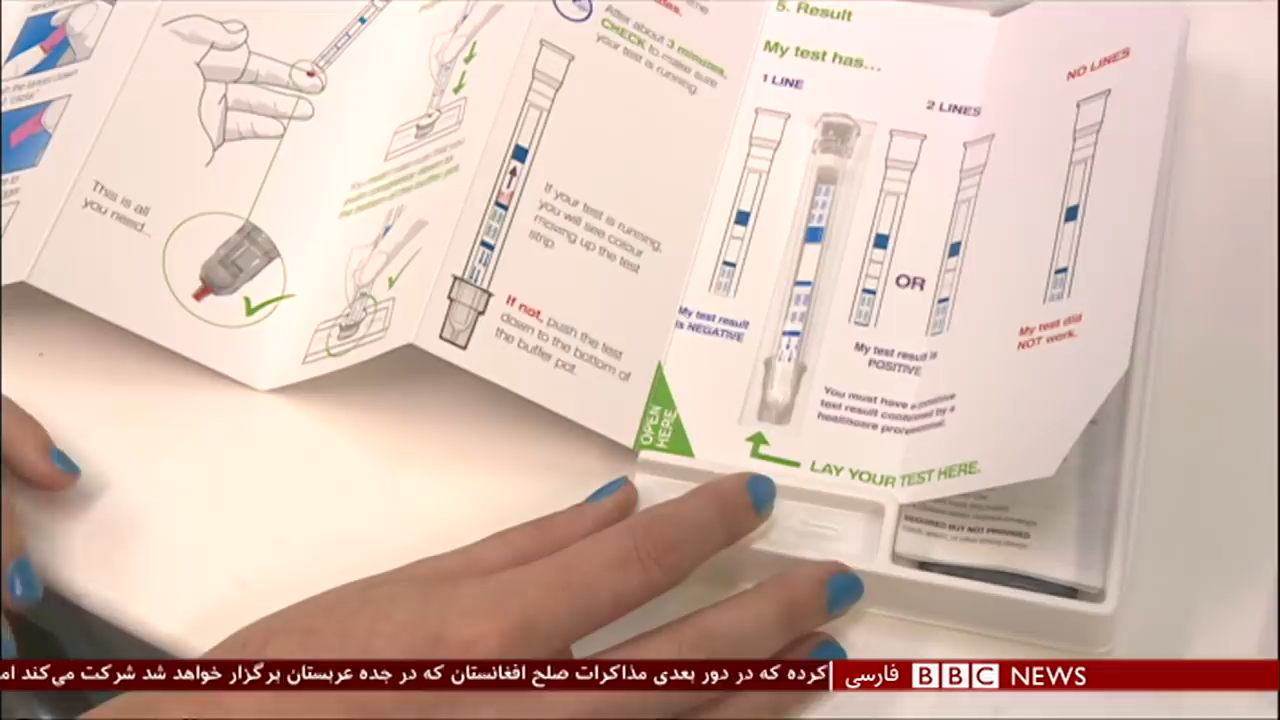 This is all
you need...
After about 3 minutes,
CHECK to make sure
your test is running.
If your test is running,
you will see colour
moving up the test
strip.
If not, push the test
down to the bottom of
the buffer pot.
5. Result
My test has...
1 LINE
2 LINES
NO LINES
OR
My test result
is NEGATIVE
My test result is
POSITIVE
My test did
NOT work.
You must have a positive
test result confirmed by a
healthcare professional.
OPEN
HERE
LAY YOUR TEST HERE.
REQUIRED BUT NOT PROVIDED
کرده که در دور بعدی مذاکرات صلح افغانستان که در جده عربستان برگزار خواهد شد شرکت می‌کند اما
فارسی BBC NEWS